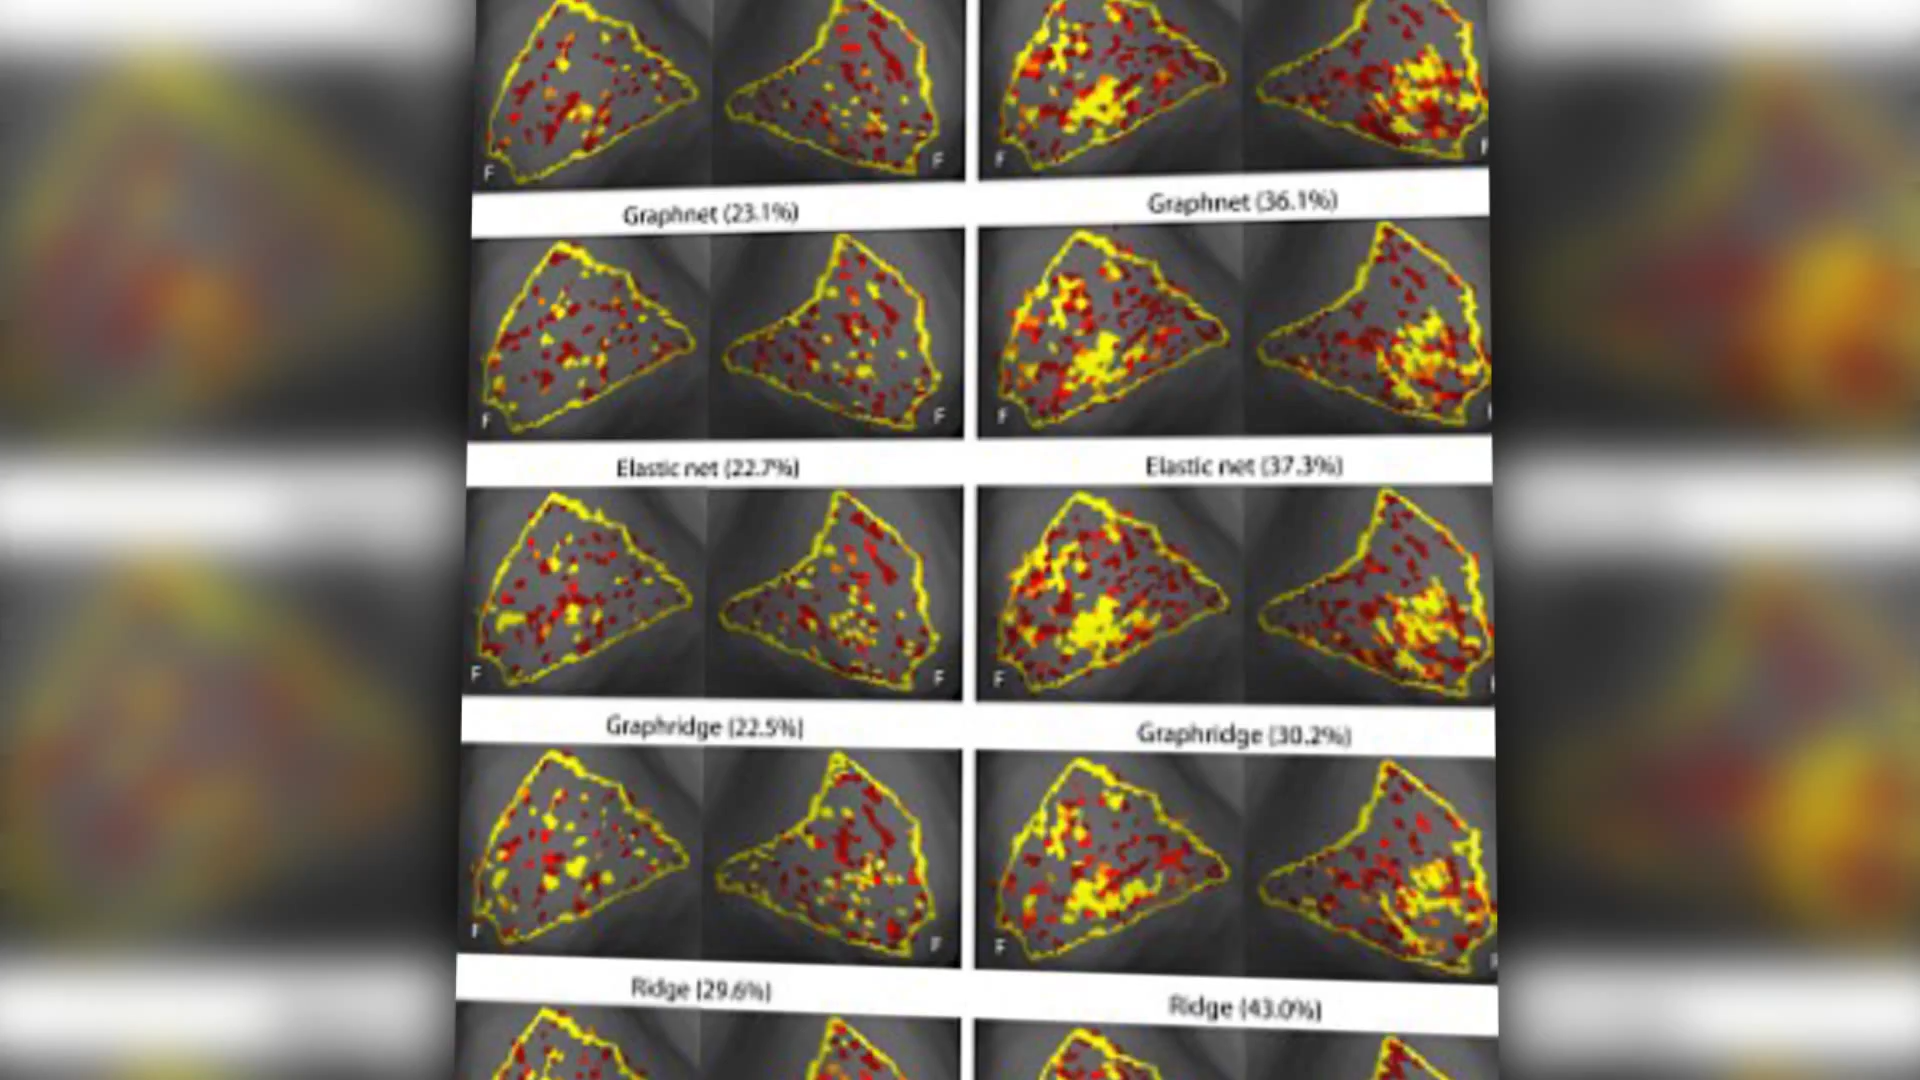 F F F F
Graphnet (23.1%) Graphnet (36.1%)
F F F
Elastic net (22.7%) Elastic net (37.3%)
F F F
Graphridge (22.5%) Graphridge (30.2%)
F F F
Ridge (29.6%) Ridge (43.0%)